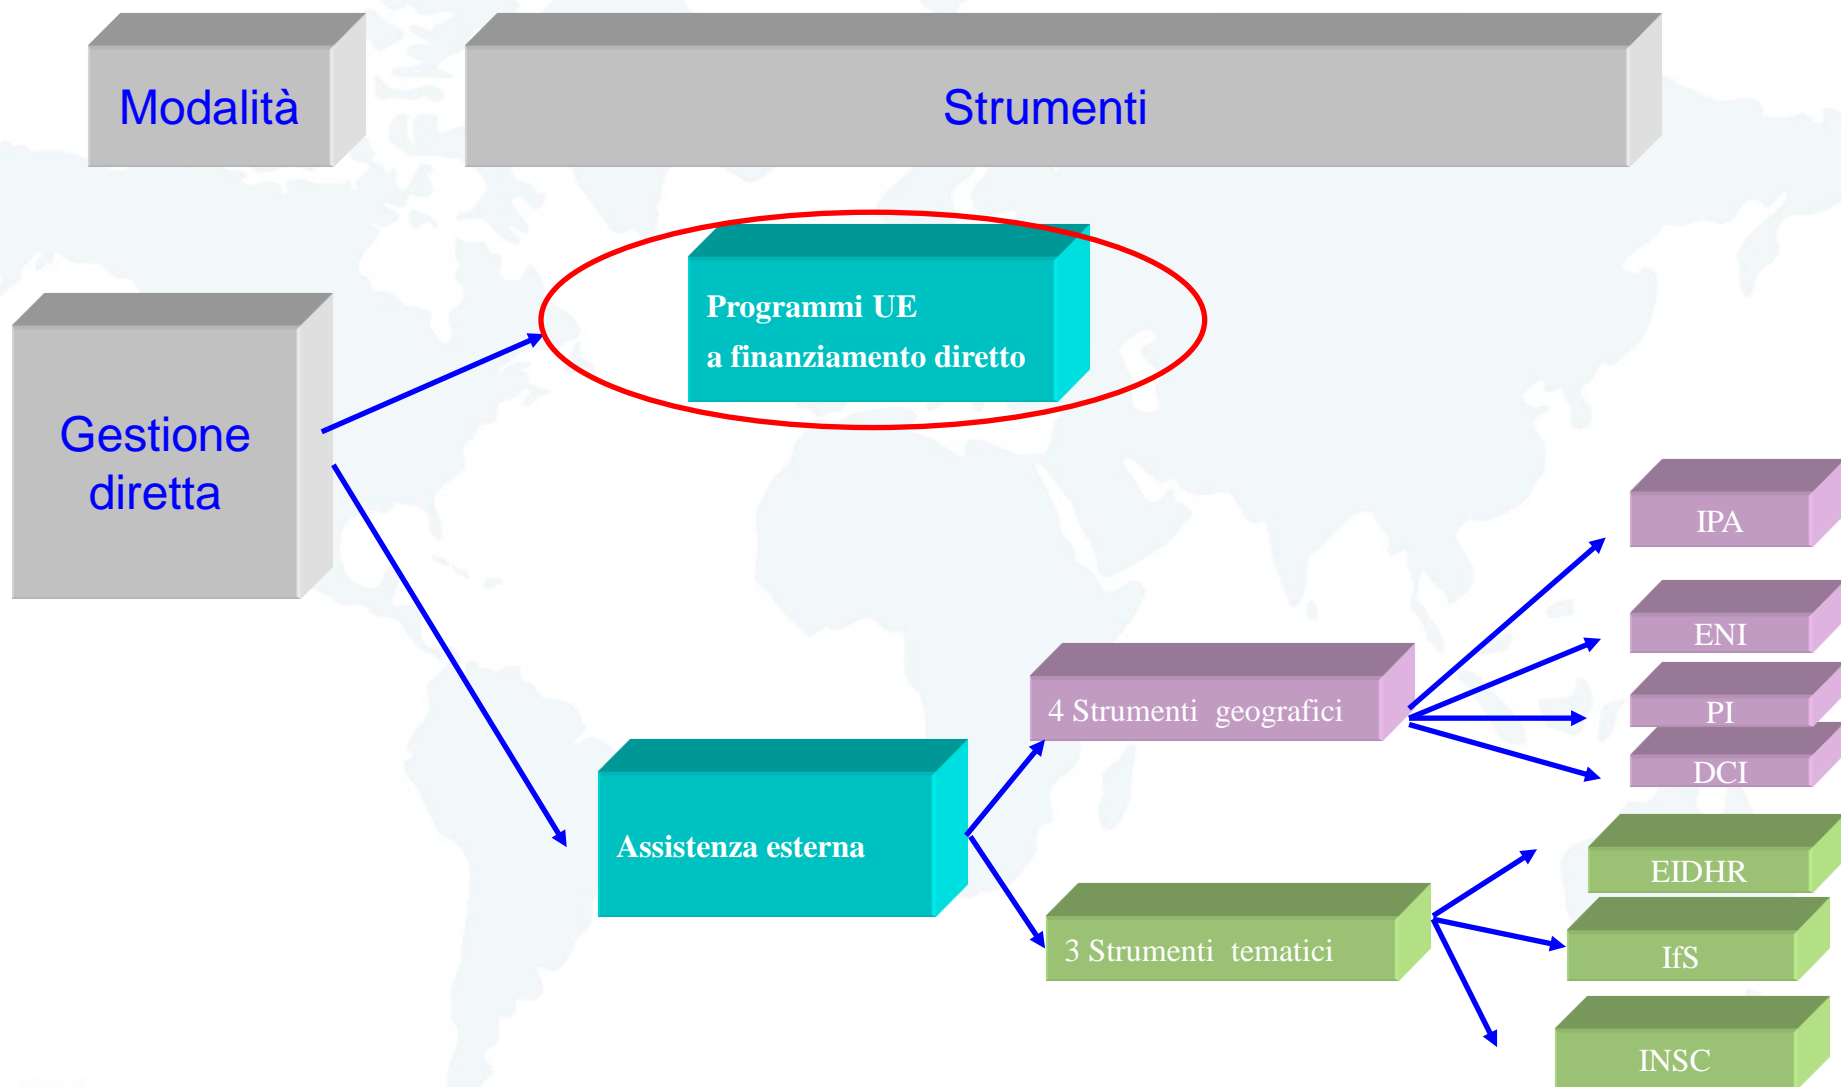 Modalità
Strumenti
Programmi UE
a finanziamento diretto
Gestione
diretta
IPA
ENI
4 Strumenti geografici
PI
DCI
Assistenza esterna
EIDHR
3 Strumenti tematici
IfS
INSC